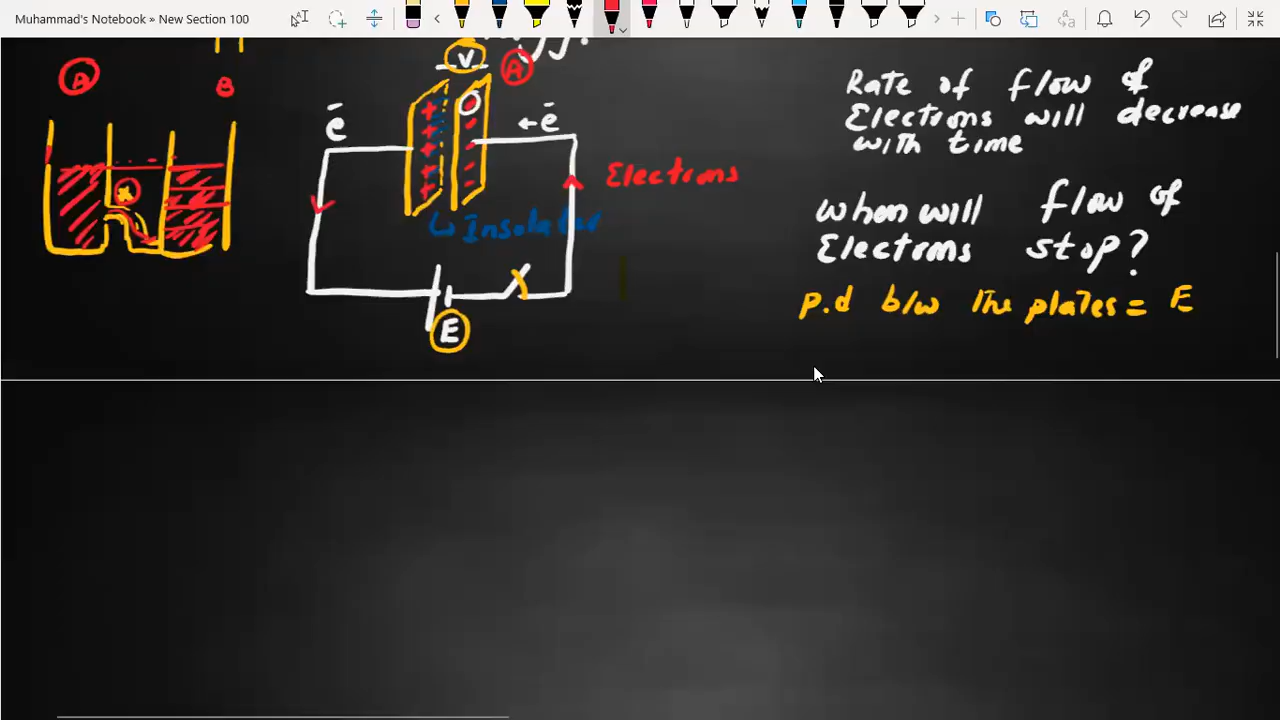 Muhammad's Notebook » New Section 100
V
A
A
B
ē
← ē
Electrons
↳ Insulator
E
Rate of flow of
Electrons will decrease
with time
when will flow of
Electrons stop?
p.d b/w the plates = E